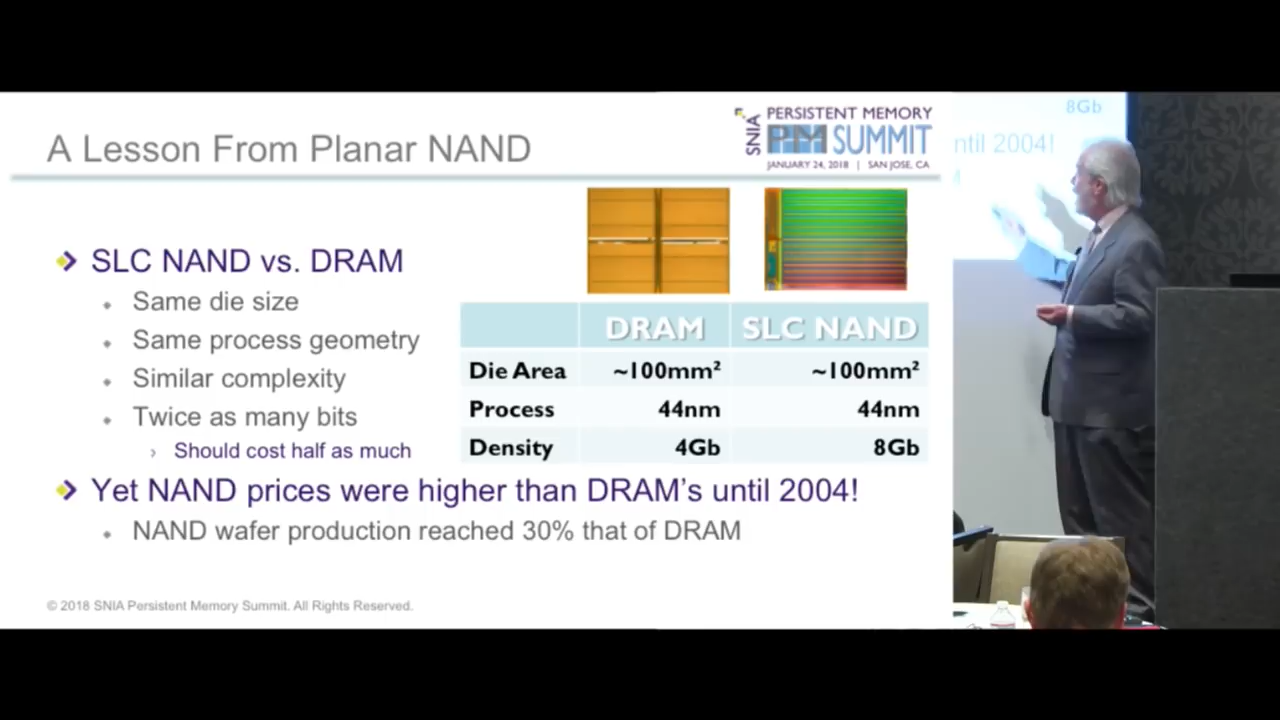 A Lesson From Planar NAND
SNIA
PERSISTENT MEMORY
PM SUMMIT
JANUARY 24, 2018 | SAN JOSE, CA
SLC NAND vs. DRAM
Same die size
Same process geometry
Similar complexity
Twice as many bits
Should cost half as much
DRAM SLC NAND
Die Area ~100mm² ~100mm²
Process 44nm 44nm
Density 4Gb 8Gb
Yet NAND prices were higher than DRAM's until 2004!
NAND wafer production reached 30% that of DRAM
© 2018 SNIA Persistent Memory Summit. All Rights Reserved.
8Gb
ntil 2004!